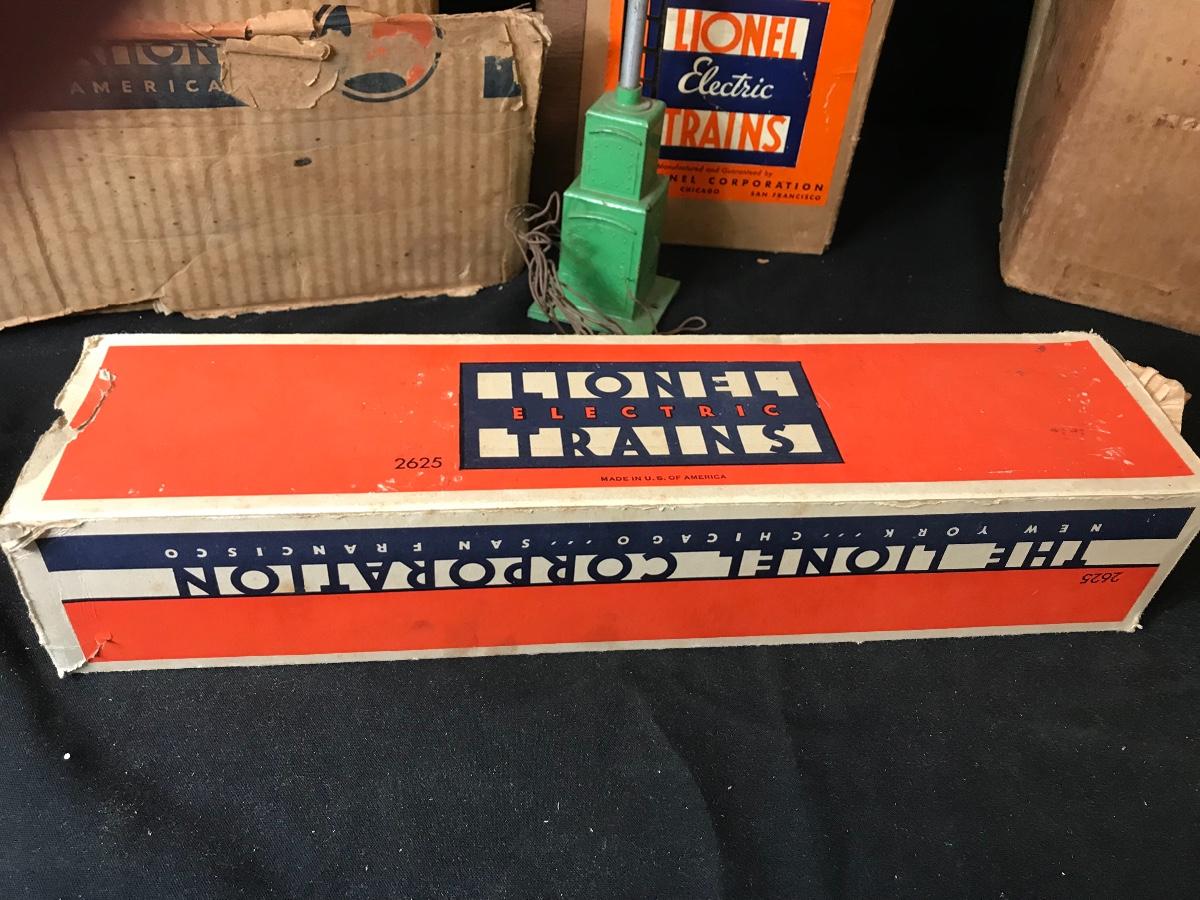 AMERICA
LIONEL
Electric
TRAINS
Manufactured and Guaranteed by
NEL CORPORATION
CHICAGO SAN FRANCISCO
LIONEL
ELECTRIC
TRAINS
2625
MADE IN U. S. OF AMERICA
2625
THE LIONEL CORPORATION
NEW YORK ′′′ CHICAGO ′′′ SAN FRANCISCO